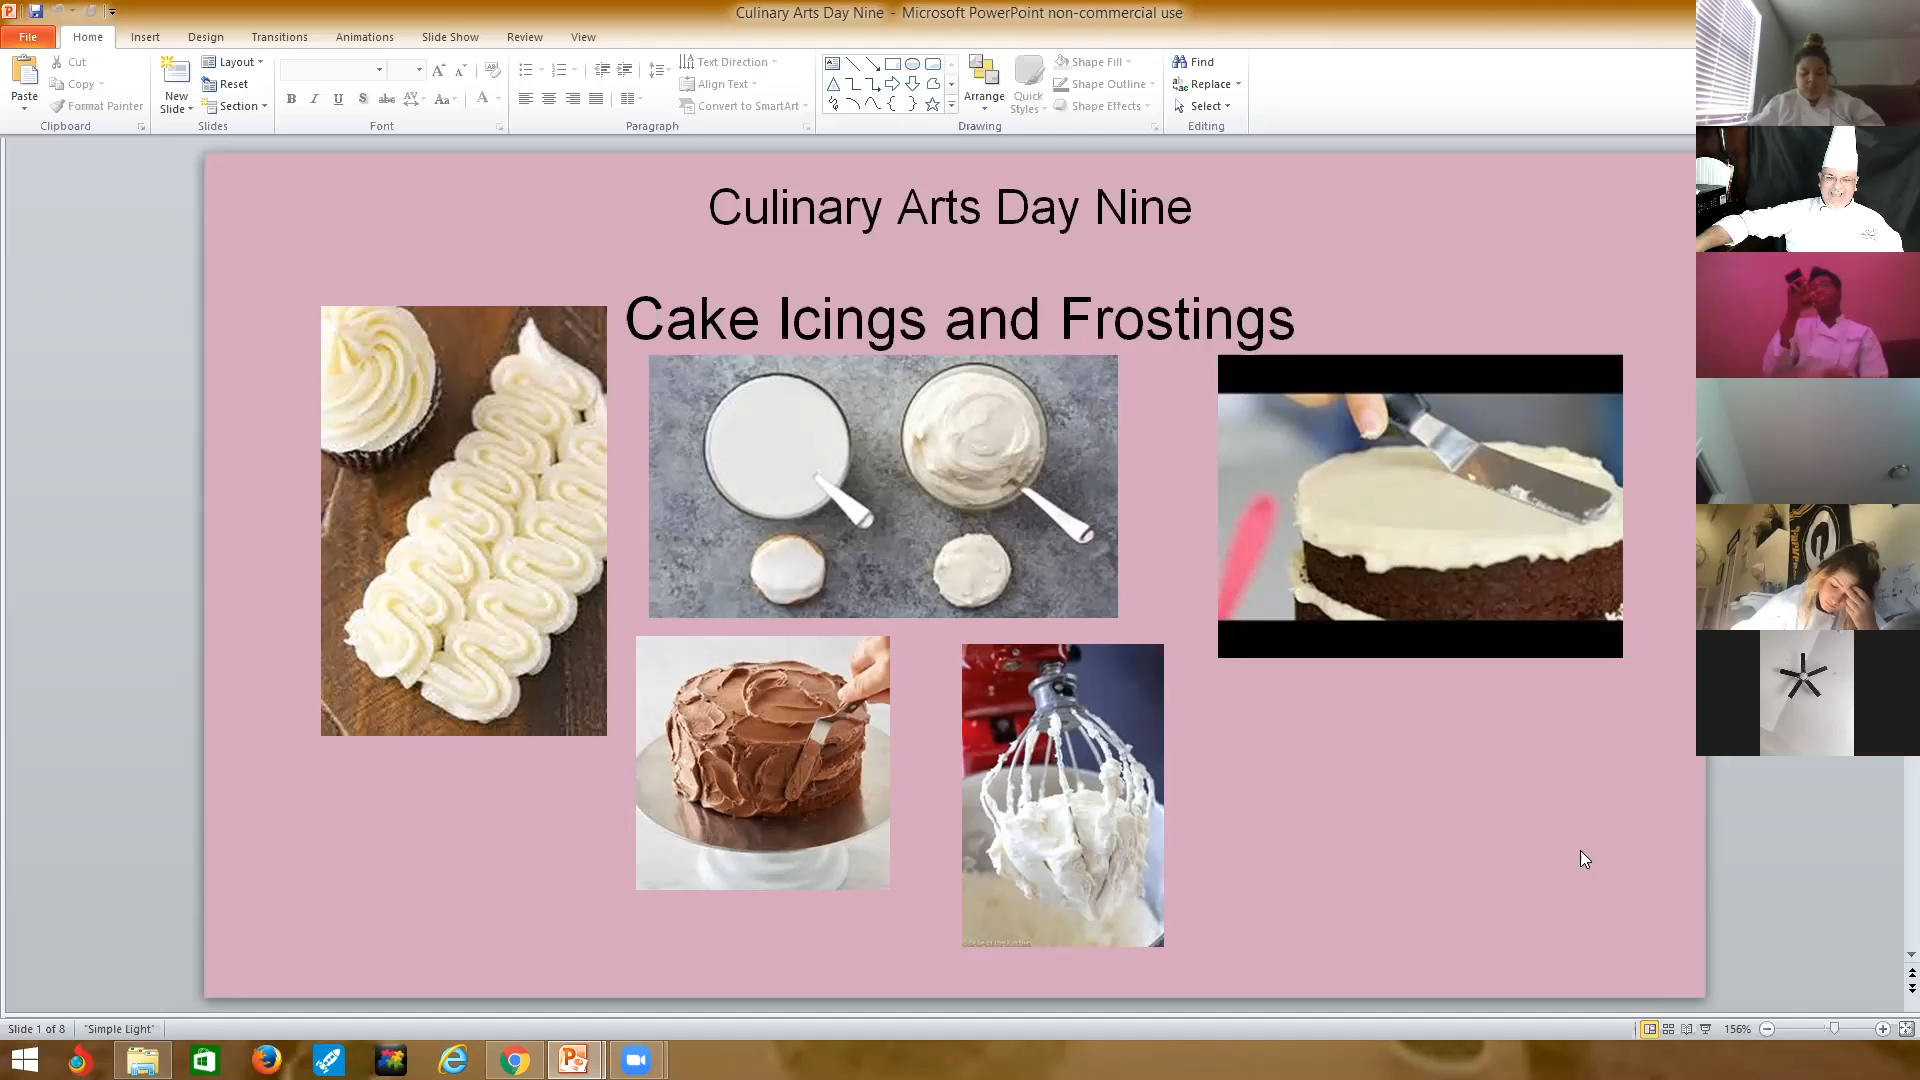 Culinary Arts Day Nine - Microsoft PowerPoint non-commercial use
File Home Insert Design Transitions Animations Slide Show Review View
Paste
Cut
Copy
Format Painter
Clipboard
New Slide
Layout
Reset
Section
Slides
B I U S abc AV Aa A
Font
Text Direction
Align Text
Convert to SmartArt
Paragraph
Arrange
Quick Styles
Shape Fill
Shape Outline
Shape Effects
Drawing
Find
Replace
Select
Editing
Culinary Arts Day Nine
Cake Icings and Frostings
Slide 1 of 8 "Simple Light" 156%